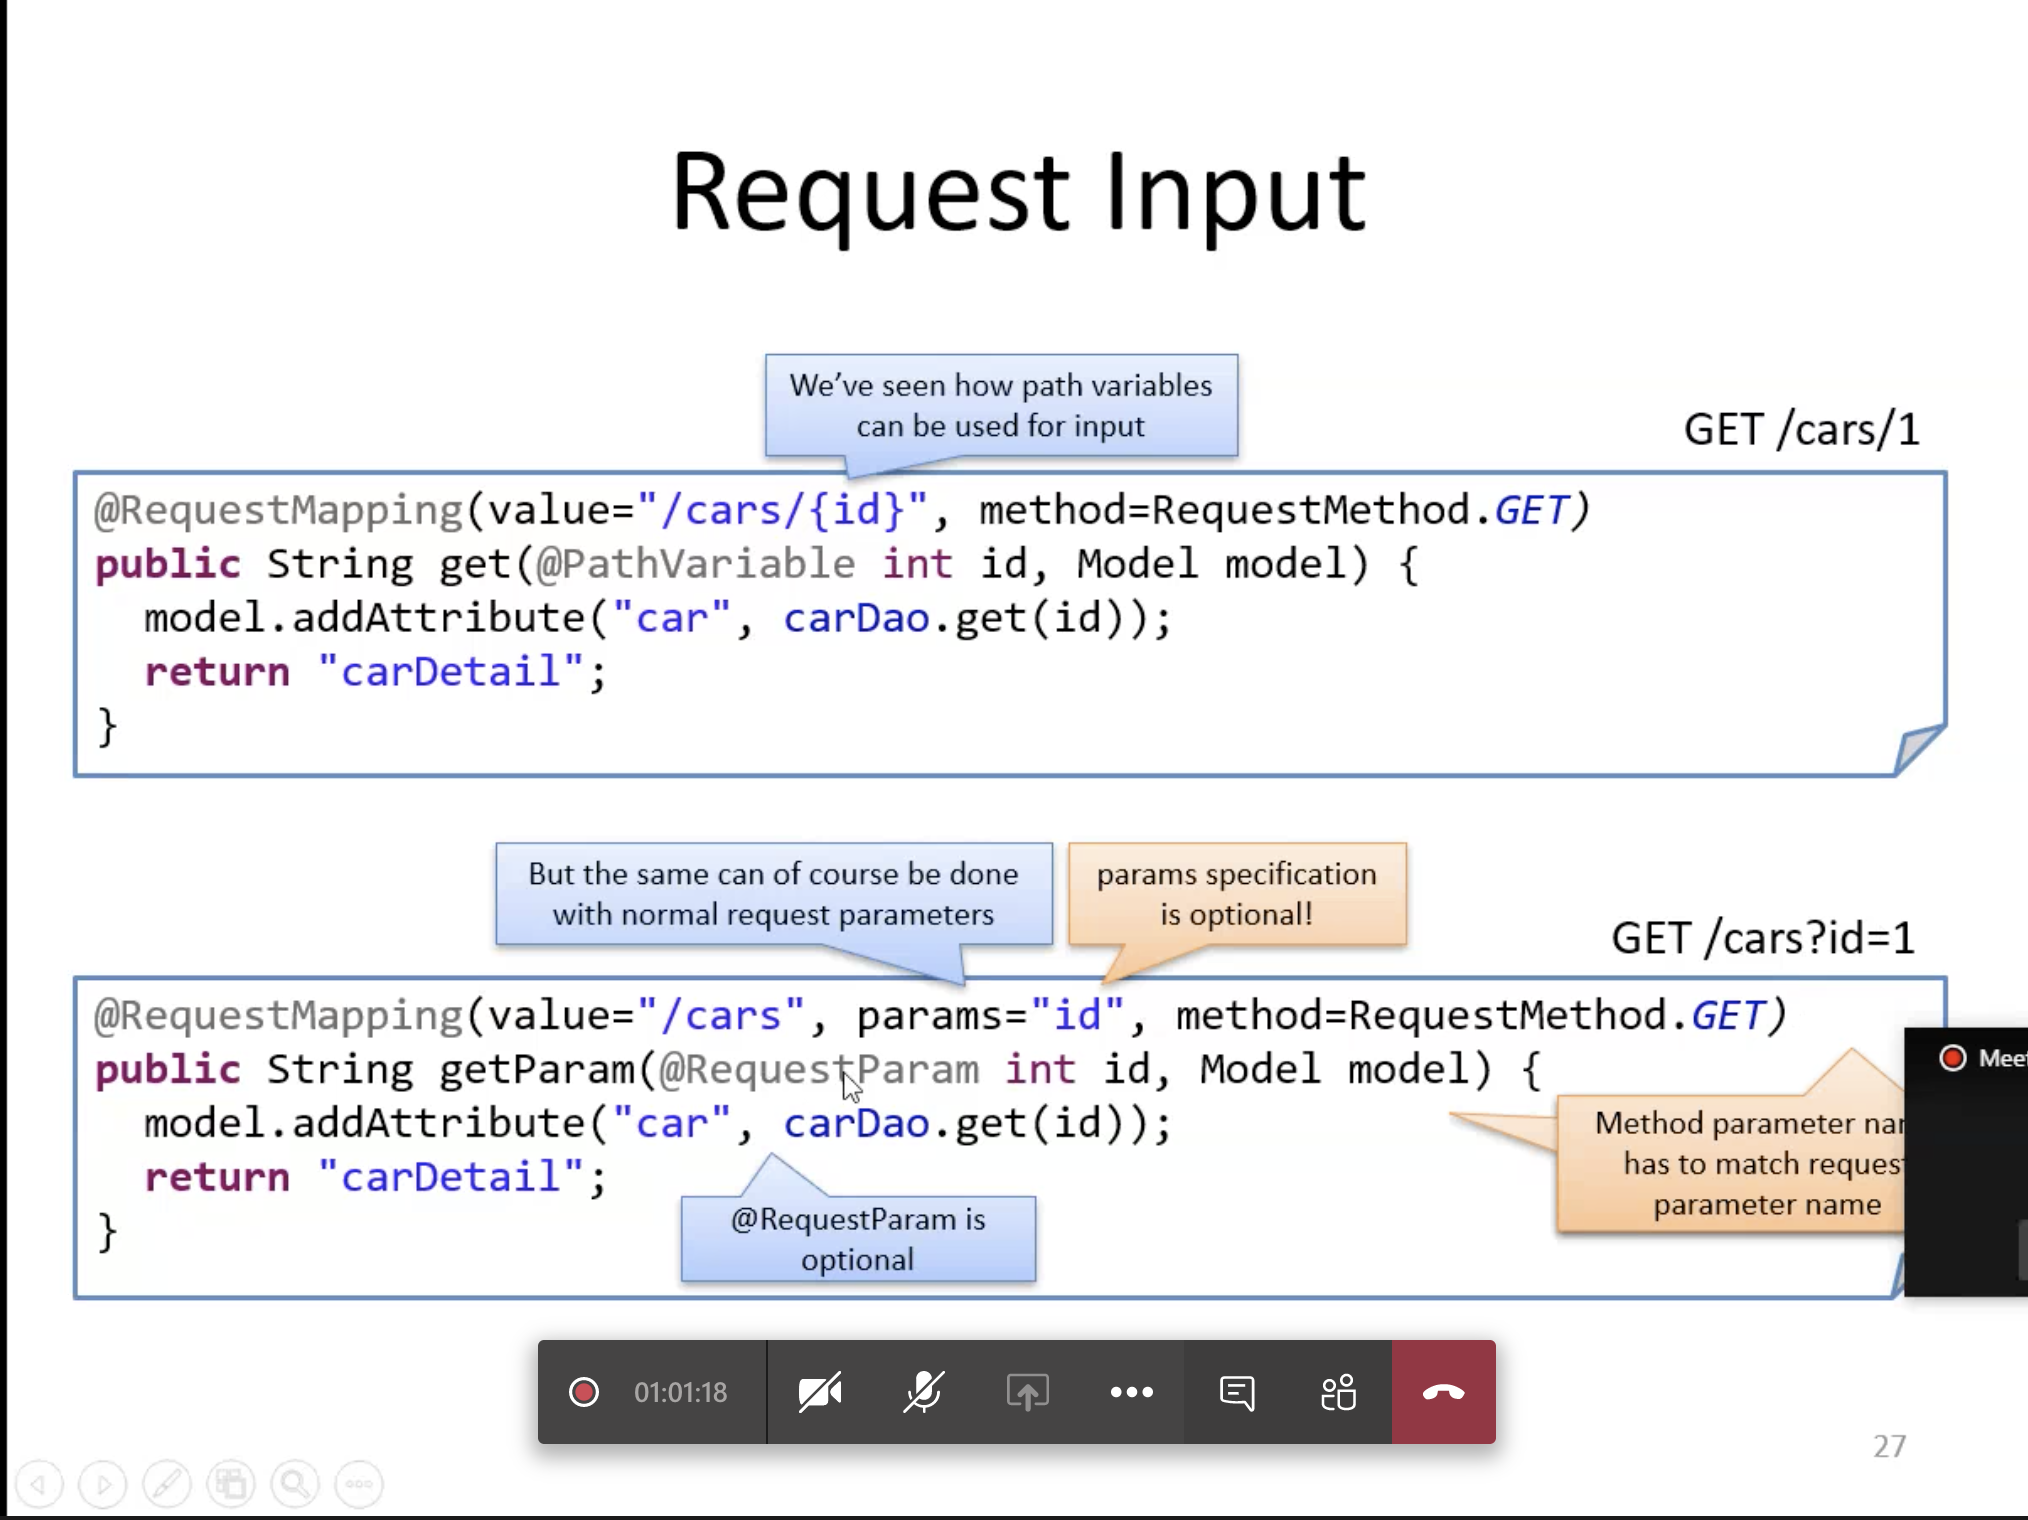 Request Input
We’ve seen how path variables
can be used for input
GET /cars/1
@RequestMapping(value="/cars/{id}", method=RequestMethod.GET)
public String get(@PathVariable int id, Model model) {
model.addAttribute("car", carDao.get(id));
return "carDetail";
}
But the same can of course be done
with normal request parameters
params specification
is optional!
GET /cars?id=1
@RequestMapping(value="/cars", params="id", method=RequestMethod.GET)
public String getParam(@RequestParam int id, Model model) {
model.addAttribute("car", carDao.get(id));
return "carDetail";
}
@RequestParam is
optional
Method parameter
has to match
parameter name
01:01:18
27